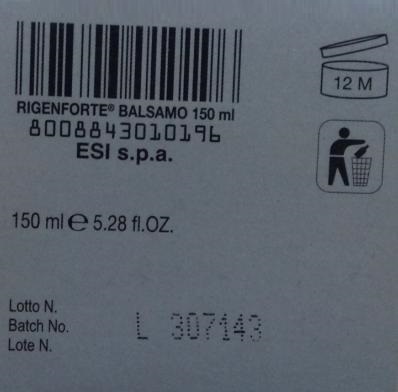 RIGENFORTE® BALSAMO 150 ml
8008843010196
ESI s.p.a.
12 M
150 ml ℮ 5.28 fl.OZ.
Lotto N.
Batch No.
Lote N.
L 307143